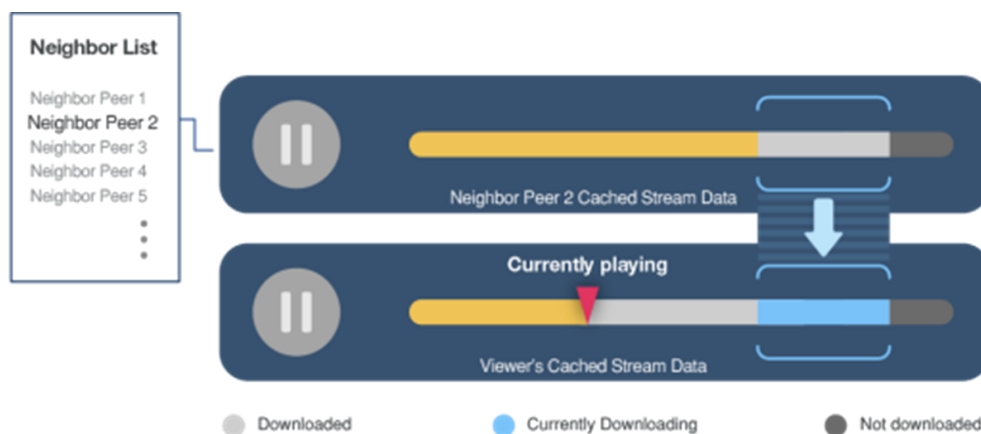 Neighbor List
Neighbor Peer 1
Neighbor Peer 2
Neighbor Peer 3
Neighbor Peer 4
Neighbor Peer 5
Neighbor Peer 2 Cached Stream Data
Currently playing
Viewer's Cached Stream Data
Downloaded
Currently Downloading
Not downloaded